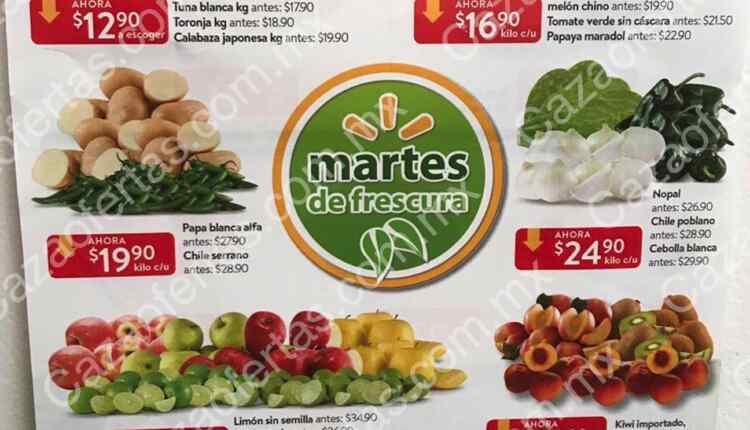 AHORA
$12.90
a escoger
Tuna blanca kg antes: $17.90
Toronja kg antes: $18.90
Calabaza japonesa kg antes: $19.90
AHORA
$16.90
kilo c/u
melón chino antes: $19.90
Tomate verde sin cáscara antes: $21.50
Papaya maradol antes: $22.90
martes
de frescura
AHORA
$19.90
kilo c/u
Papa blanca alfa
antes: $27.90
Chile serrano
antes: $28.90
AHORA
$24.90
kilo c/u
Nopal
antes: $26.90
Chile poblano
antes: $28.90
Cebolla blanca
antes: $29.90
Limón sin semilla antes: $34.90
AHORA
Kiwi importado,
Cazaofertas.com.mx